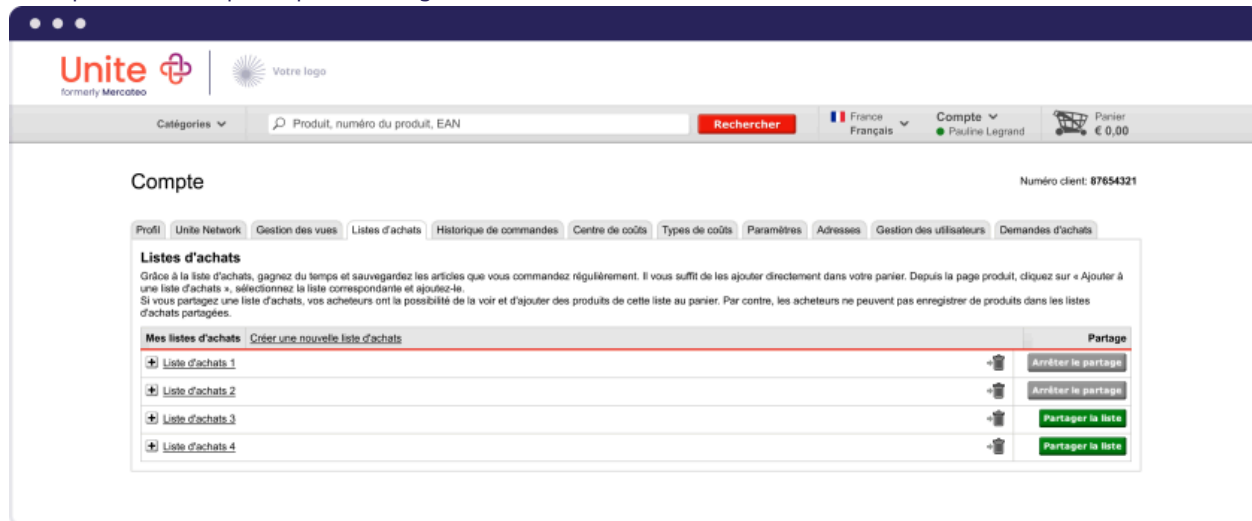 Unite
formerly Mercateo
Votre logo
Catégories
Produit, numéro du produit, EAN
Rechercher
France
Français
Compte
Pauline Legrand
Panier
€ 0,00
Compte
Numéro client: 87654321
Profil
Unite Network
Gestion des vues
Listes d'achats
Historique de commandes
Centre de coûts
Types de coûts
Paramètres
Adresses
Gestion des utilisateurs
Demandes d'achats
Listes d'achats
Grâce à la liste d'achats, gagnez du temps et sauvegardez les articles que vous commandez régulièrement. Il vous suffit de les ajouter directement dans votre panier. Depuis la page produit, cliquez sur « Ajouter à
une liste d'achats », sélectionnez la liste correspondante et ajoutez-le.
Si vous partagez une liste d'achats, vos acheteurs ont la possibilité de la voir et d'ajouter des produits de cette liste au panier. Par contre, les acheteurs ne peuvent pas enregistrer de produits dans les listes
d'achats partagées.
Mes listes d'achats
Créer une nouvelle liste d'achats
Partage
Liste d'achats 1
Arrêter le partage
Liste d'achats 2
Arrêter le partage
Liste d'achats 3
Partager la liste
Liste d'achats 4
Partager la liste